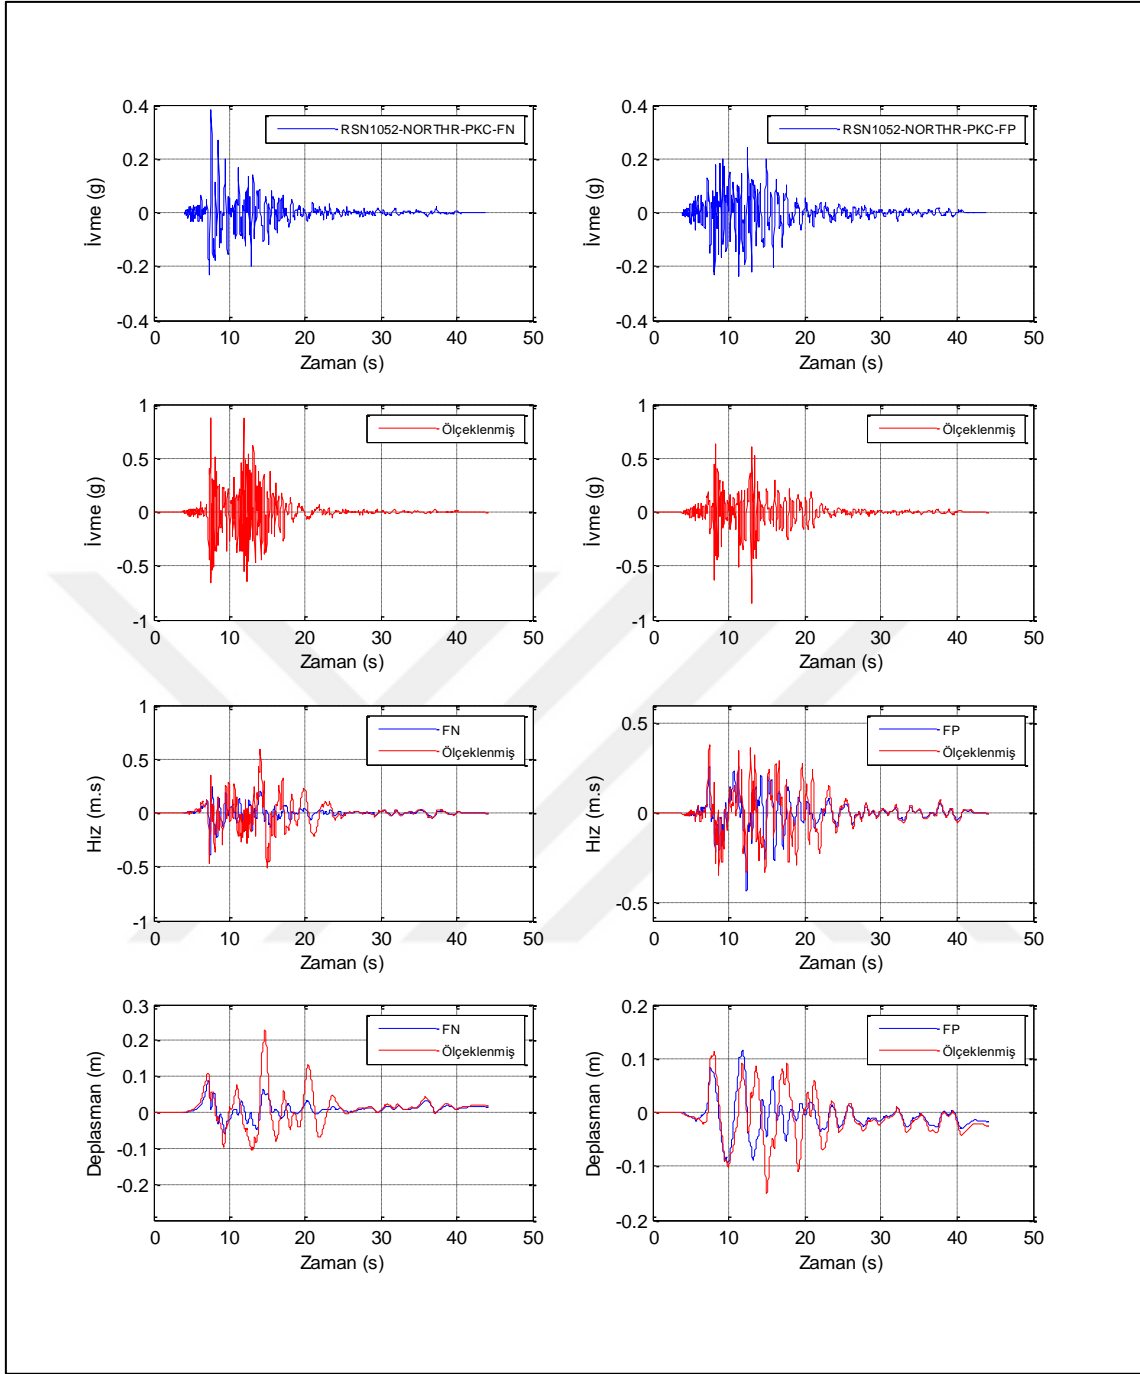 RSN1052-NORTHR-PKC-FN
İvme (g)
0.4
0.2
0
-0.2
-0.4
0 10 20 30 40 50
Zaman (s)
RSN1052-NORTHR-PKC-FP
İvme (g)
0.4
0.2
0
-0.2
-0.4
0 10 20 30 40 50
Zaman (s)
Ölçeklenmiş
İvme (g)
1
0.5
0
-0.5
-1
0 10 20 30 40 50
Zaman (s)
Ölçeklenmiş
İvme (g)
1
0.5
0
-0.5
-1
0 10 20 30 40 50
Zaman (s)
FN
Ölçeklenmiş
Hız (m.s)
1
0.5
0
-0.5
-1
0 10 20 30 40 50
Zaman (s)
FP
Ölçeklenmiş
Hız (m.s)
0.5
0
-0.5
0 10 20 30 40 50
Zaman (s)
FN
Ölçeklenmiş
Deplasman (m)
0.3
0.2
0.1
0
-0.1
-0.2
0 10 20 30 40 50
Zaman (s)
FP
Ölçeklenmiş
Deplasman (m)
0.2
0.1
0
-0.1
-0.2
0 10 20 30 40 50
Zaman (s)